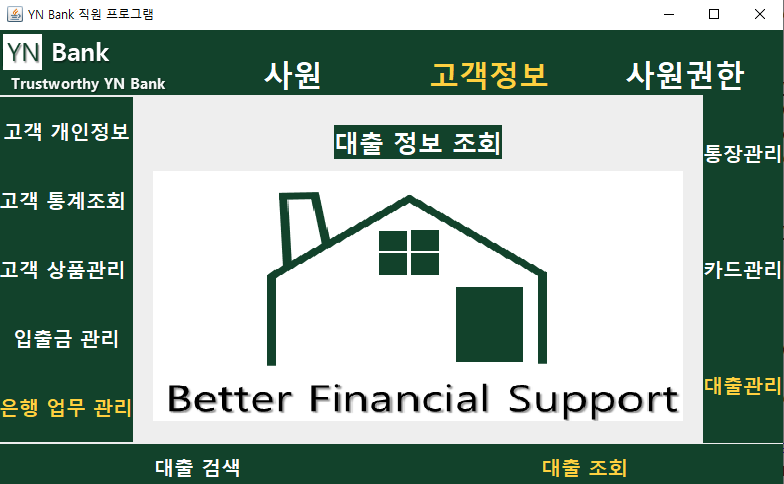 YN Bank 직원 프로그램
YN Bank
Trustworthy YN Bank
사원 고객정보 사원권한
고객 개인정보
고객 통계조회
고객 상품관리
입출금 관리
은행 업무 관리
대출 정보 조회
Better Financial Support
통장관리
카드관리
대출관리
대출 검색 대출 조회